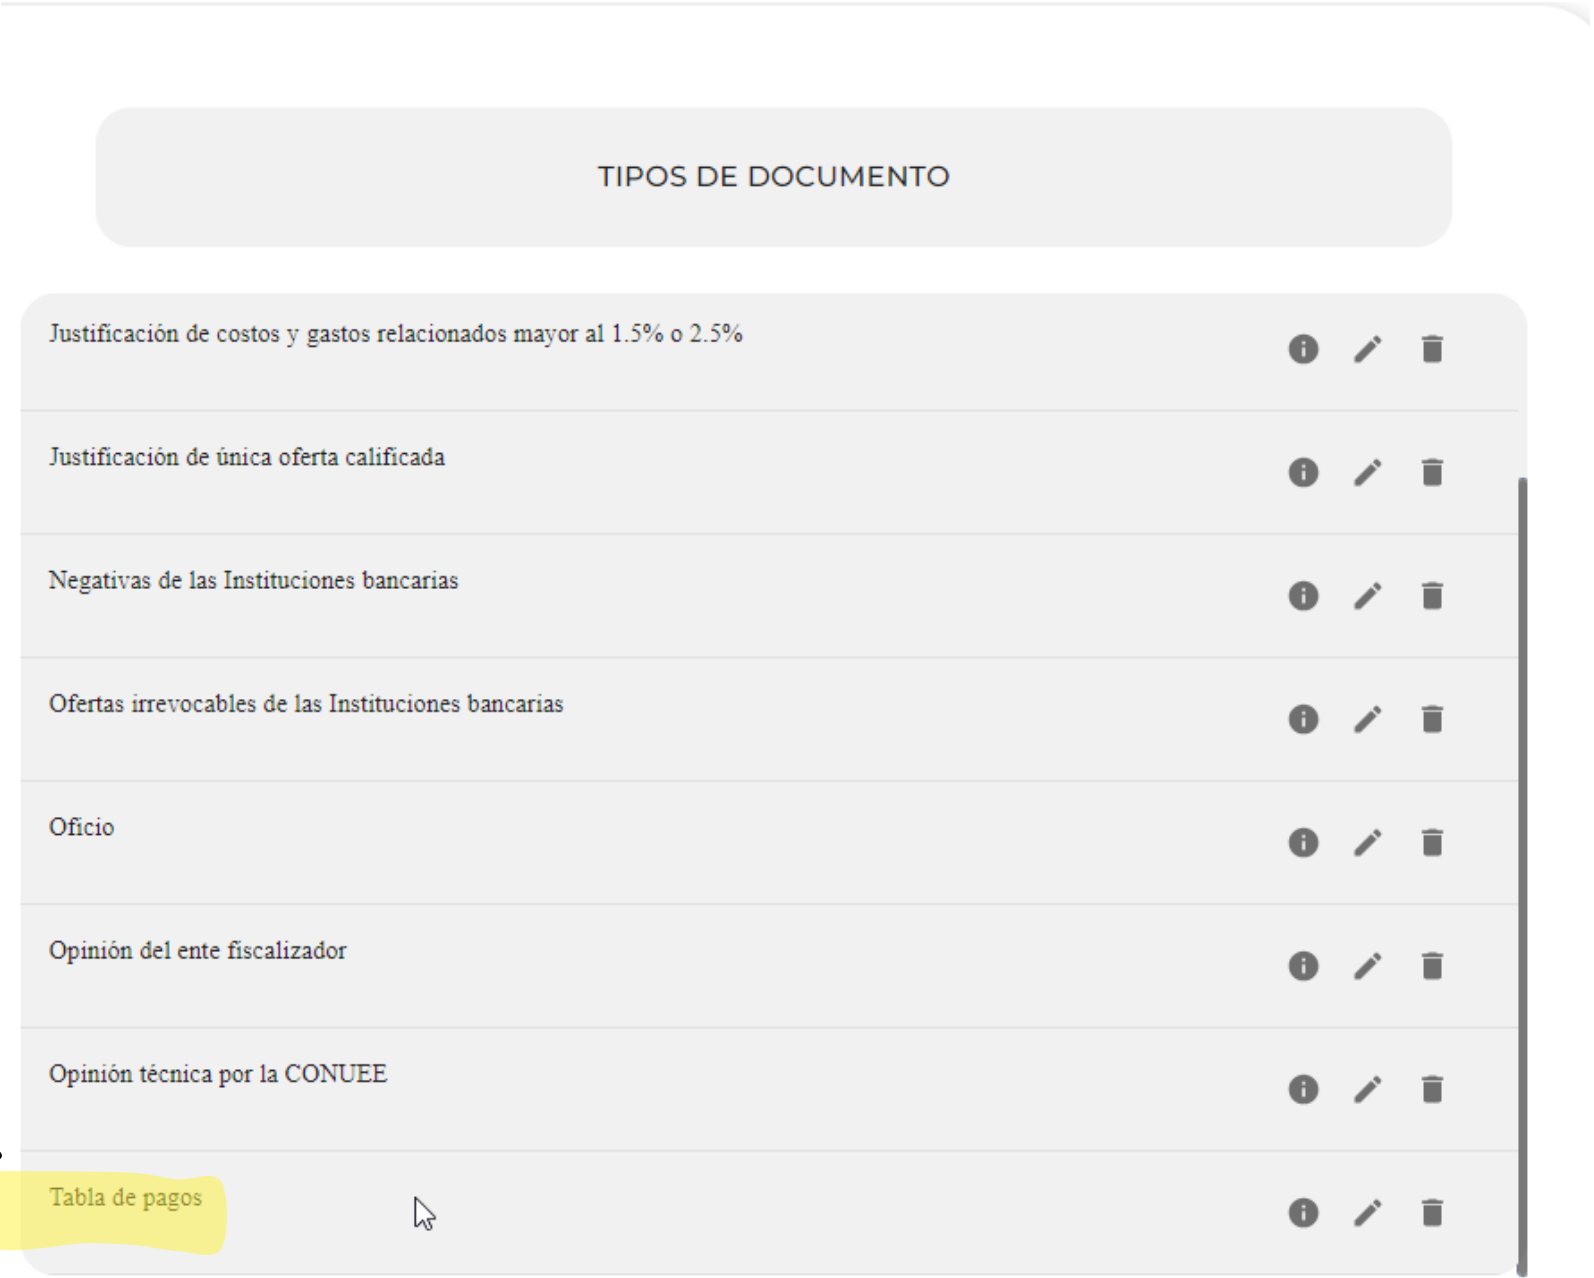 TIPOS DE DOCUMENTO
Justificación de costos y gastos relacionados mayor al 1.5% o 2.5%
Justificación de única oferta calificada
Negativas de las Instituciones bancarias
Ofertas irrevocables de las Instituciones bancarias
Oficio
Opinión del ente fiscalizador
Opinión técnica por la CONUEE
Tabla de pagos